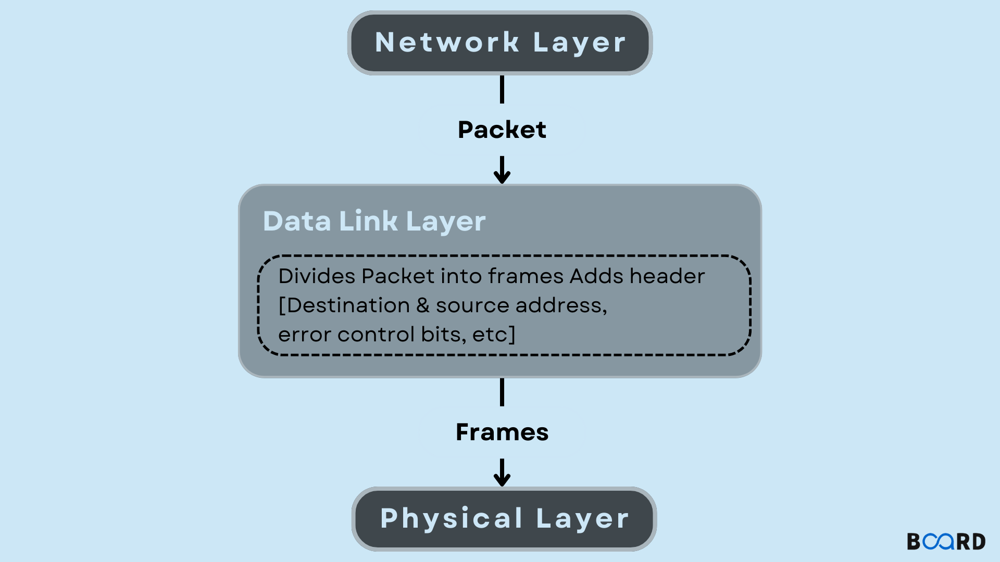 Network Layer
Packet
Data Link Layer
Divides Packet into frames Adds header
[Destination & source address,
error control bits, etc]
Frames
Physical Layer
BOARD